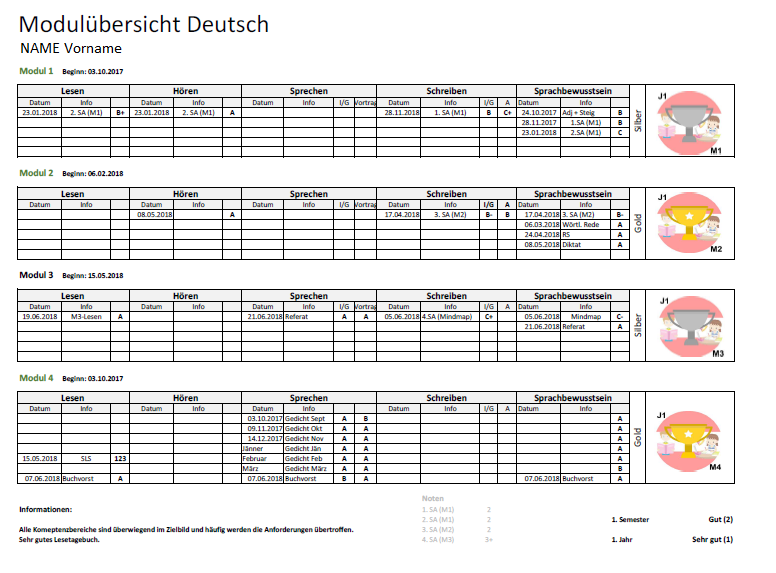 Modulübersicht Deutsch
NAME Vorname
Modul 1 Beginn: 03.10.2017
Lesen Hören Sprechen Schreiben Sprachbewusstsein
Datum Info Datum Info Datum Info I/G Vortrag Datum Info I/G A Datum Info
23.01.2018 2. SA (M1) B+ 23.01.2018 2. SA (M1) A 28.11.2018 1. SA (M1) B C+ 24.10.2017 Adj + Steig B
28.11.2017 1.SA (M1) B
23.01.2018 2.SA (M1) C
Silber
J1
M1
Modul 2 Beginn: 06.02.2018
Lesen Hören Sprechen Schreiben Sprachbewusstsein
Datum Info Datum Info Datum Info I/G Vortrag Datum Info I/G A Datum Info
08.05.2018 A 17.04.2018 3. SA (M2) B- B 17.04.2018 3. SA (M2) B-
06.03.2018 Wörtl. Rede A
24.04.2018 RS A
08.05.2018 Diktat A
Gold
J1
M2
Modul 3 Beginn: 15.05.2018
Lesen Hören Sprechen Schreiben Sprachbewusstsein
Datum Info Datum Info Datum Info I/G Vortrag Datum Info I/G A Datum Info
19.06.2018 M3-Lesen A 21.06.2018 Referat A A 05.06.2018 4.SA (Mindmap) C+ 05.06.2018 Mindmap C-
21.06.2018 Referat A
Silber
J1
M3
Modul 4 Beginn: 03.10.2017
Lesen Hören Sprechen Schreiben Sprachbewusstsein
Datum Info Datum Info Datum Info I/G Datum Info I/G A Datum Info
03.10.2017 Gedicht Sept A B A
09.11.2017 Gedicht Okt A A A
14.12.2017 Gedicht Nov A A A
Jänner Gedicht Jän A A A
15.05.2018 SLS 123 Februar Gedicht Feb A A A
März Gedicht März A A B
07.06.2018 Buchvorst A 07.06.2018 Buchvorst B A 07.06.2018 Buchvorst A
Gold
J1
M4
Noten
Informationen: 1. SA (M1) 2
2. SA (M1) 2 1. Semester Gut (2)
Alle Komeptenzbereiche sind überwiegend im Zielbild und häufig werden die Anforderungen übertroffen. 3. SA (M2) 2
Sehr gutes Lesetagebuch. 4. SA (M3) 3+ 1. Jahr Sehr gut (1)